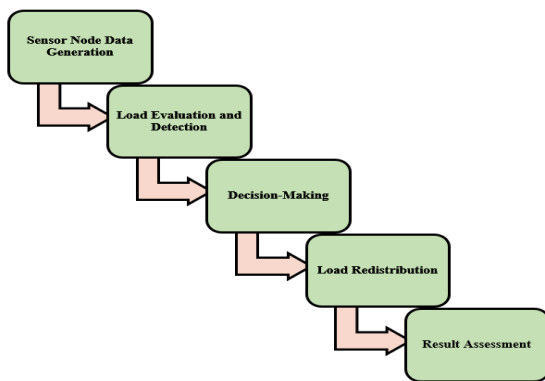 Sensor Node Data
Generation
Load Evaluation and
Detection
Decision-Making
Load Redistribution
Result Assessment